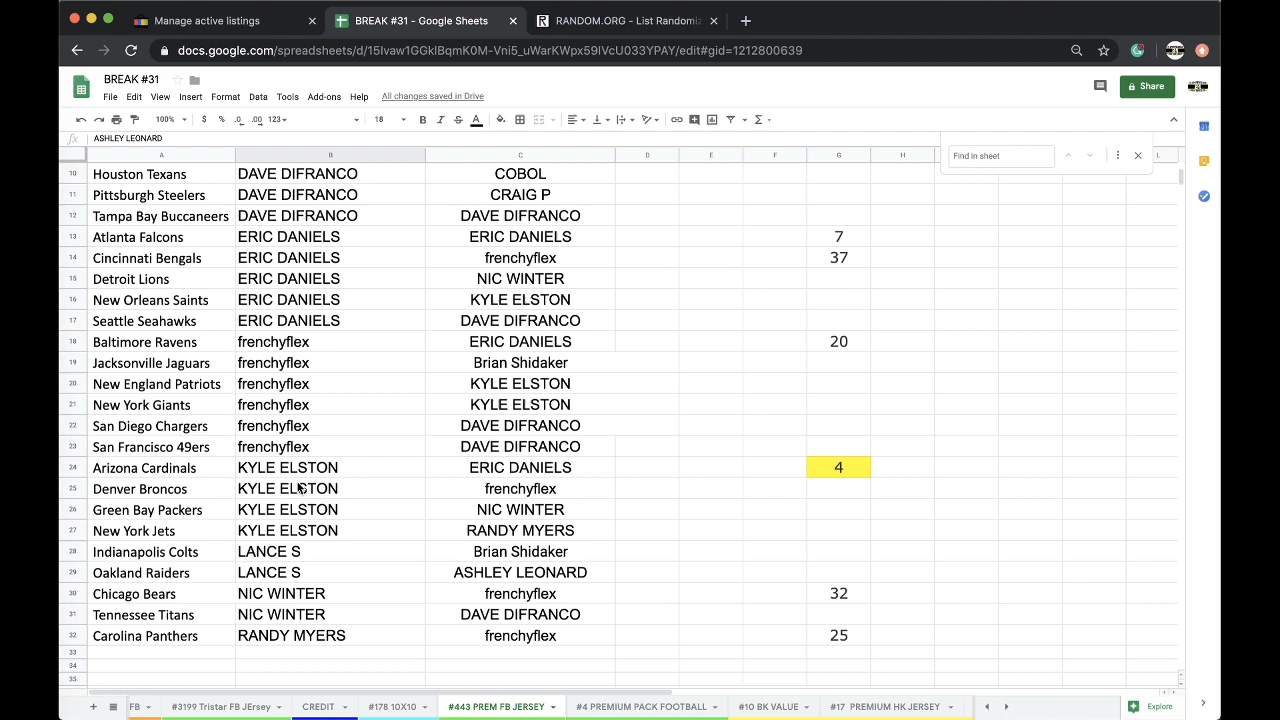 Manage active listings
BREAK #31 - Google Sheets
RANDOM.ORG - List Randomiz
docs.google.com/spreadsheets/d/15Ivaw1GGkIBqmK0M-Vni5_uWarKWpx59IVcU033YPAY/edit#gid=1212800639
BREAK #31
File Edit View Insert Format Data Tools Add-ons Help All changes saved in Drive
Share
100% $ % .0 .00 123 18 B I S A
fx ASHLEY LEONARD
Find in sheet
A B C D E F G H L
10 Houston Texans DAVE DIFRANCO COBOL
11 Pittsburgh Steelers DAVE DIFRANCO CRAIG P
12 Tampa Bay Buccaneers DAVE DIFRANCO DAVE DIFRANCO
13 Atlanta Falcons ERIC DANIELS ERIC DANIELS 7
14 Cincinnati Bengals ERIC DANIELS frenchyflex 37
15 Detroit Lions ERIC DANIELS NIC WINTER
16 New Orleans Saints ERIC DANIELS KYLE ELSTON
17 Seattle Seahawks ERIC DANIELS DAVE DIFRANCO
18 Baltimore Ravens frenchyflex ERIC DANIELS 20
19 Jacksonville Jaguars frenchyflex Brian Shidaker
20 New England Patriots frenchyflex KYLE ELSTON
21 New York Giants frenchyflex KYLE ELSTON
22 San Diego Chargers frenchyflex DAVE DIFRANCO
23 San Francisco 49ers frenchyflex DAVE DIFRANCO
24 Arizona Cardinals KYLE ELSTON ERIC DANIELS 4
25 Denver Broncos KYLE ELSTON frenchyflex
26 Green Bay Packers KYLE ELSTON NIC WINTER
27 New York Jets KYLE ELSTON RANDY MYERS
28 Indianapolis Colts LANCE S Brian Shidaker
29 Oakland Raiders LANCE S ASHLEY LEONARD
30 Chicago Bears NIC WINTER frenchyflex 32
31 Tennessee Titans NIC WINTER DAVE DIFRANCO
32 Carolina Panthers RANDY MYERS frenchyflex 25
33
34
35
FB #3199 Tristar FB JErsey CREDIT #178 10X10 #443 PREM FB JERSEY #4 PREMIUM PACK FOOTBALL #10 BK VALUE #17 PREMIUM HK JERSEY Explore